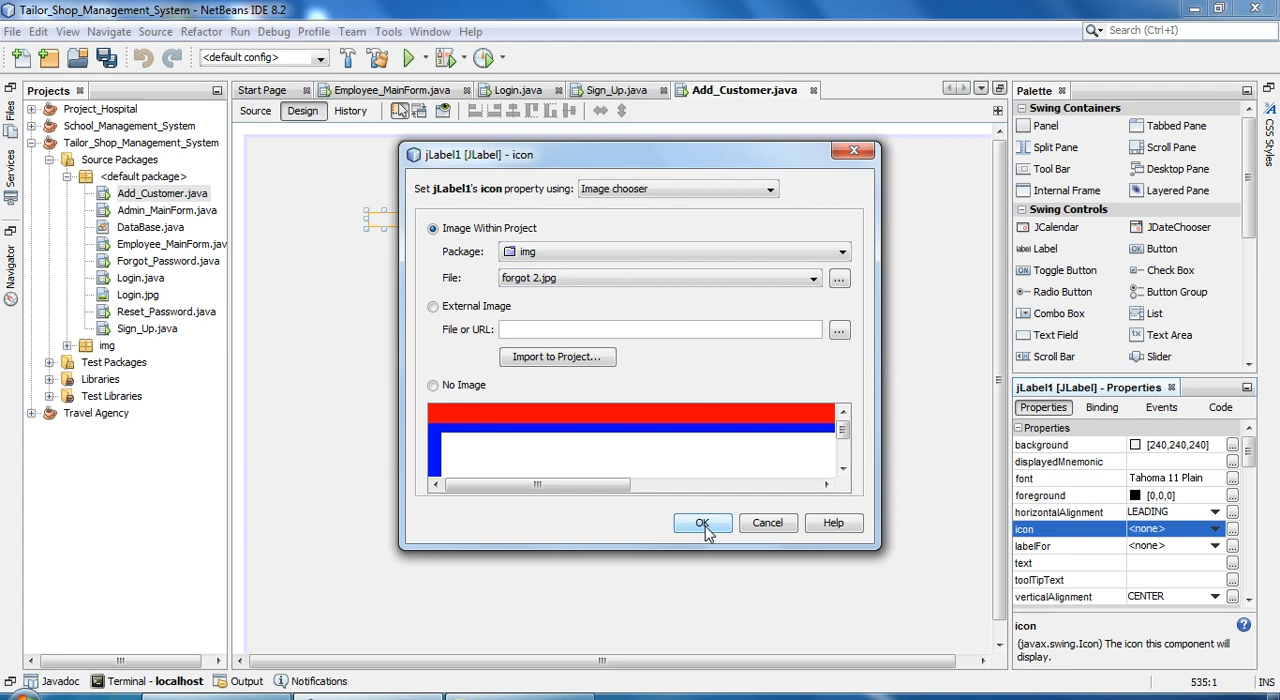 Tailor_Shop_Management_System - NetBeans IDE 8.2
File Edit View Navigate Source Refactor Run Debug Profile Team Tools Window Help
Search (Ctrl+I)
<default config>
Projects
Start Page Employee_MainForm.java Login.java Sign_Up.java Add_Customer.java
Source Design History
Files
Services
Navigator
Project_Hospital
School_Management_System
Tailor_Shop_Management_System
Source Packages
<default package>
Add_Customer.java
Admin_MainForm.java
DataBase.java
Employee_MainForm.jav
Forgot_Password.java
Login.java
Login.jpg
Reset_Password.java
Sign_Up.java
img
Test Packages
Libraries
Test Libraries
Travel Agency
jLabel1 [JLabel] - icon
Set jLabel1's icon property using: Image chooser
Image Within Project
Package: img
File: forgot 2.jpg
...
External Image
File or URL:
...
Import to Project...
No Image
OK Cancel Help
Palette
CSS Styles
Swing Containers
Panel Tabbed Pane
Split Pane Scroll Pane
Tool Bar Desktop Pane
Internal Frame Layered Pane
Swing Controls
JCalendar JDateChooser
label Label OK Button
ON Toggle Button Check Box
Radio Button Button Group
Combo Box List
Text Field Text Area
Scroll Bar Slider
jLabel1 [JLabel] - Properties
Properties Binding Events Code
Properties
background [240,240,240] ...
displayedMnemonic ...
font Tahoma 11 Plain ...
foreground [0,0,0] ...
horizontalAlignment LEADING ...
icon <none> ...
labelFor <none> ...
text ...
toolTipText ...
verticalAlignment CENTER ...
icon
(javax.swing.Icon) The icon this component will
display.
Javadoc Terminal - localhost Output Notifications
535:1 INS